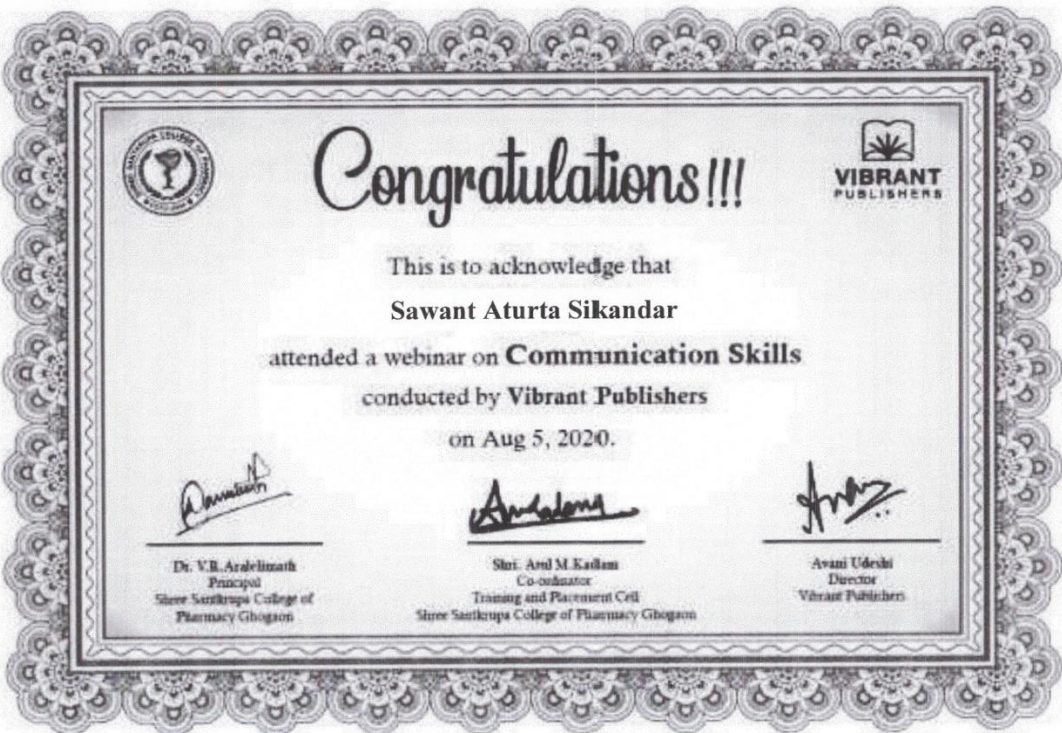 Congratulations!!!
VIBRANT
PUBLISHERS
This is to acknowledge that
Sawant Aturta Sikandar
attended a webinar on Communication Skills
conducted by Vibrant Publishers
on Aug 5, 2020.
Dr. V.R. Aralelimath
Principal
Shree Santkrupa College of
Pharmacy Ghogaon
Shri. Amol M. Kadam
Co-ordinator
Training and Placement Cell
Shree Santkrupa College of Pharmacy Ghogaon
Avani Udeshi
Director
Vibrant Publishers